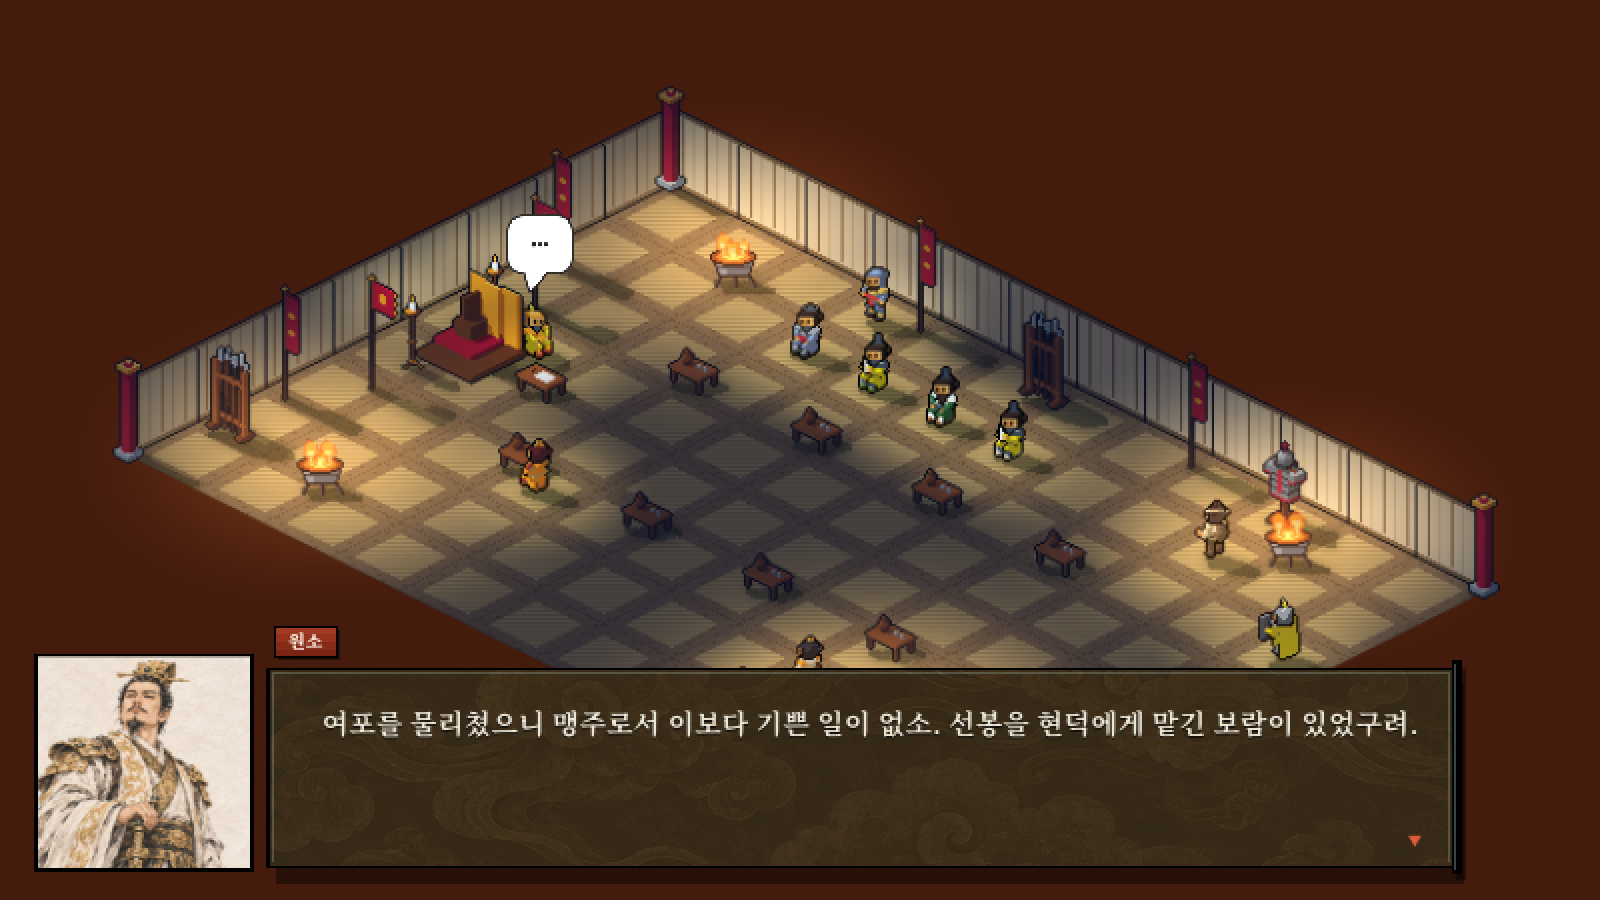 ...
원소
여포를 물리쳤으니 맹주로서 이보다 기쁜 일이 없소. 선봉을 현덕에게 맡긴 보람이 있었구려.